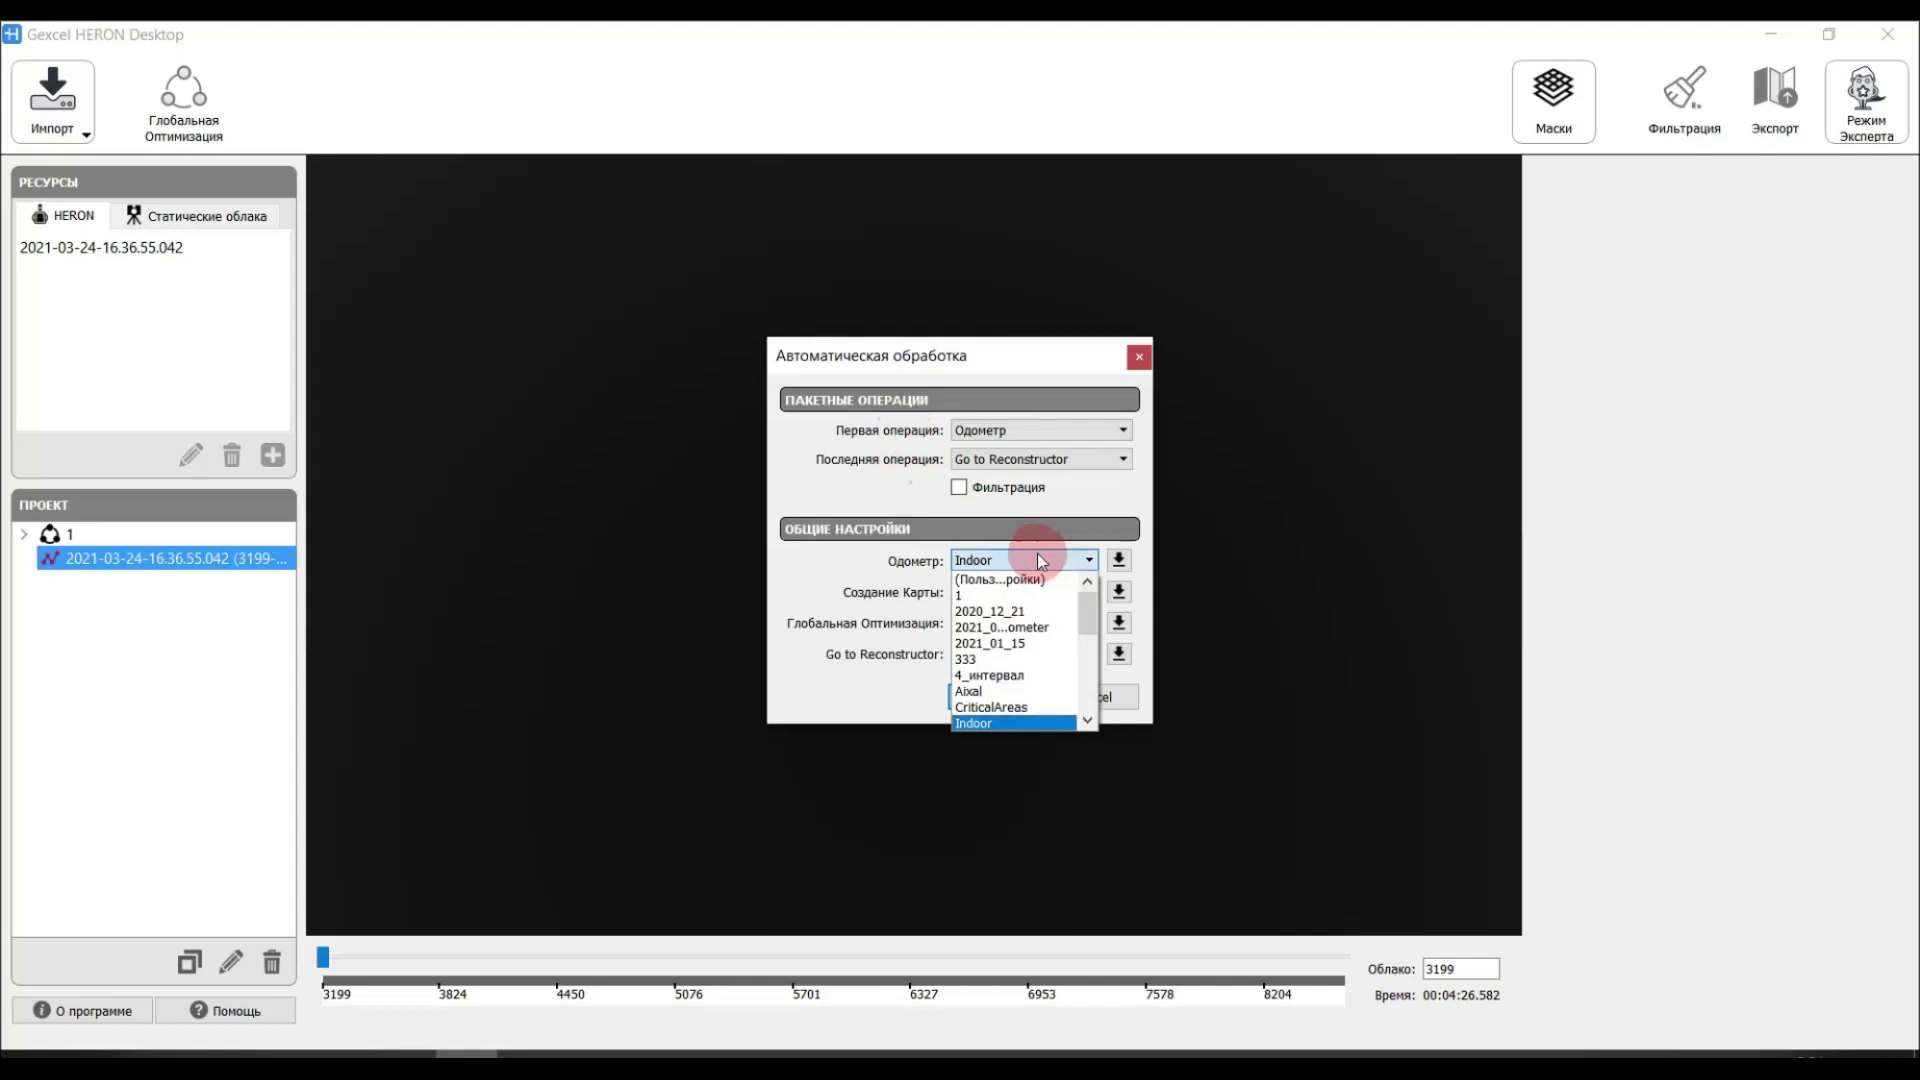 Gexcel HERON Desktop
Импорт
Глобальная
Оптимизация
Маски
Фильтрация
Экспорт
Режим
Эксперта
РЕСУРСЫ
HERON
Статические облака
2021-03-24-16.36.55.042
ПРОЕКТ
1
2021-03-24-16.36.55.042 (3199-...
О программе
Помощь
Автоматическая обработка
ПАКЕТНЫЕ ОПЕРАЦИИ
Первая операция: Одометр
Последняя операция: Go to Reconstructor
Фильтрация
ОБЩИЕ НАСТРОЙКИ
Одометр: Indoor
Создание Карты:
Глобальная Оптимизация:
Go to Reconstructor:
(Польз...ройки)
1
2020_12_21
2021_0...ometer
2021_01_15
333
4_интервал
Aixal
CriticalAreas
Indoor
cel
3199 3824 4450 5076 5701 6327 6953 7578 8204
Облако: 3199
Время: 00:04:26.582